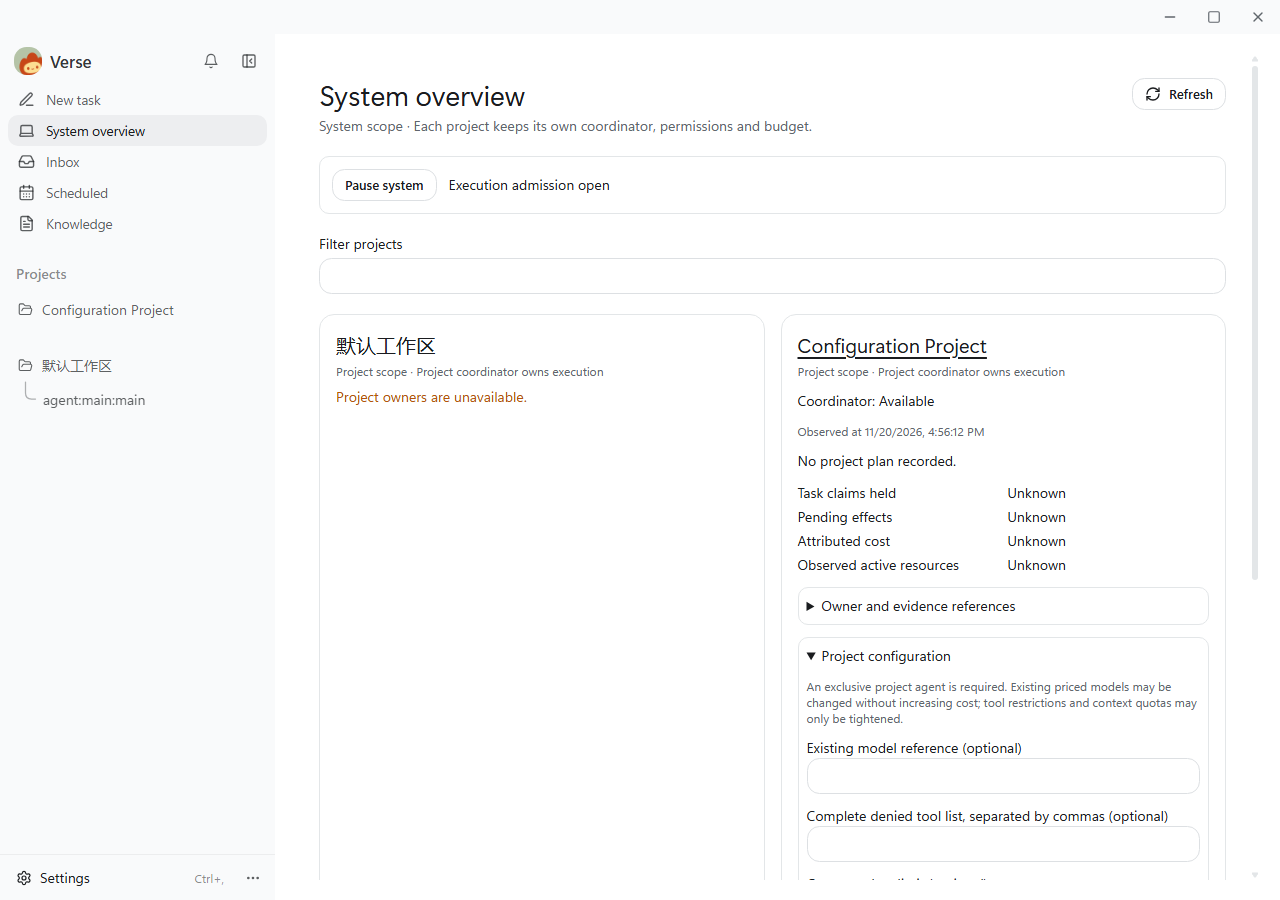 Verse
New task
System overview
Inbox
Scheduled
Knowledge
Projects
Configuration Project
默认工作区
agent:main:main
Settings
Ctrl+,
System overview
Refresh
System scope · Each project keeps its own coordinator, permissions and budget.
Pause system
Execution admission open
Filter projects
默认工作区
Project scope · Project coordinator owns execution
Project owners are unavailable.
Configuration Project
Project scope · Project coordinator owns execution
Coordinator: Available
Observed at 11/20/2026, 4:56:12 PM
No project plan recorded.
Task claims held Unknown
Pending effects Unknown
Attributed cost Unknown
Observed active resources Unknown
Owner and evidence references
Project configuration
An exclusive project agent is required. Existing priced models may be
changed without increasing cost; tool restrictions and context quotas may
only be tightened.
Existing model reference (optional)
Complete denied tool list, separated by commas (optional)